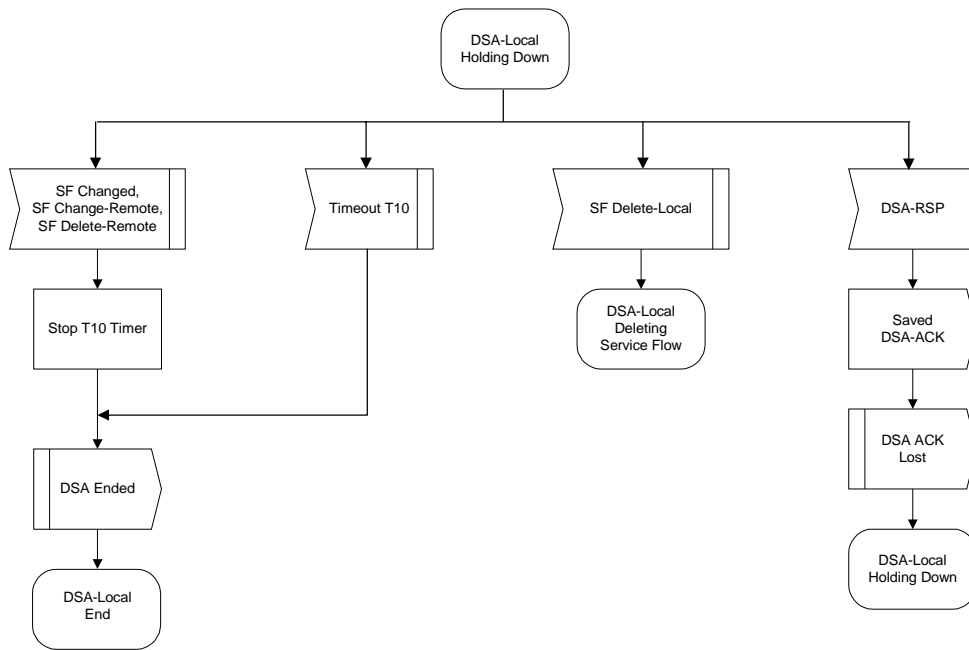 DSA-Local
Holding Down
SF Changed,
SF Change-Remote,
SF Delete-Remote
Timeout T10
SF Delete-Local
DSA-RSP
Stop T10 Timer
DSA-Local
Deleting
Service Flow
Saved
DSA-ACK
DSA Ended
DSA ACK
Lost
DSA-Local
End
DSA-Local
Holding Down